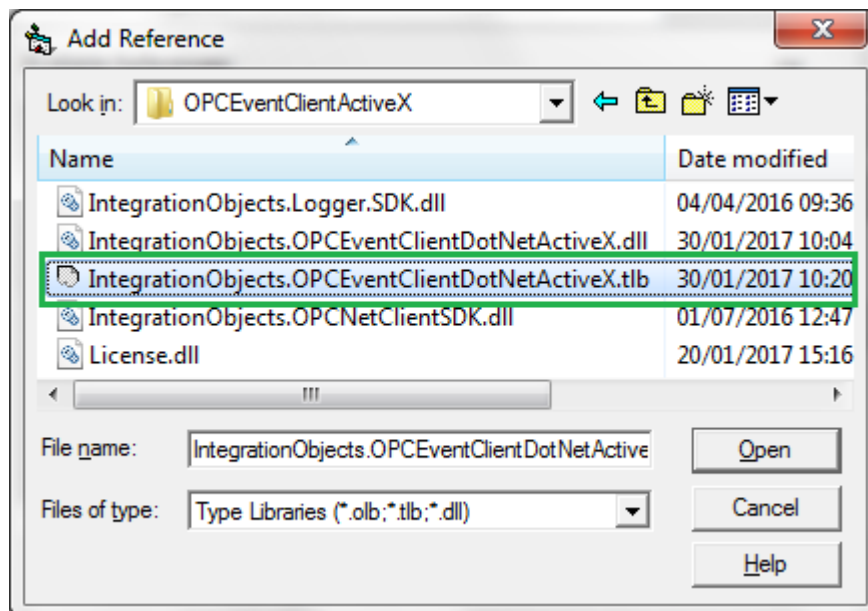 Add Reference
Look in: OPCEventClientActiveX
Name Date modified
IntegrationObjects.Logger.SDK.dll 04/04/2016 09:36
IntegrationObjects.OPCEventClientDotNetActiveX.dll 30/01/2017 10:04
IntegrationObjects.OPCEventClientDotNetActiveX.tlb 30/01/2017 10:20
IntegrationObjects.OPCNetClientSDK.dll 01/07/2016 12:47
License.dll 20/01/2017 15:16
File name: IntegrationObjects.OPCEventClientDotNetActive Open
Files of type: Type Libraries (*.olb;*.tlb;*.dll) Cancel
Help